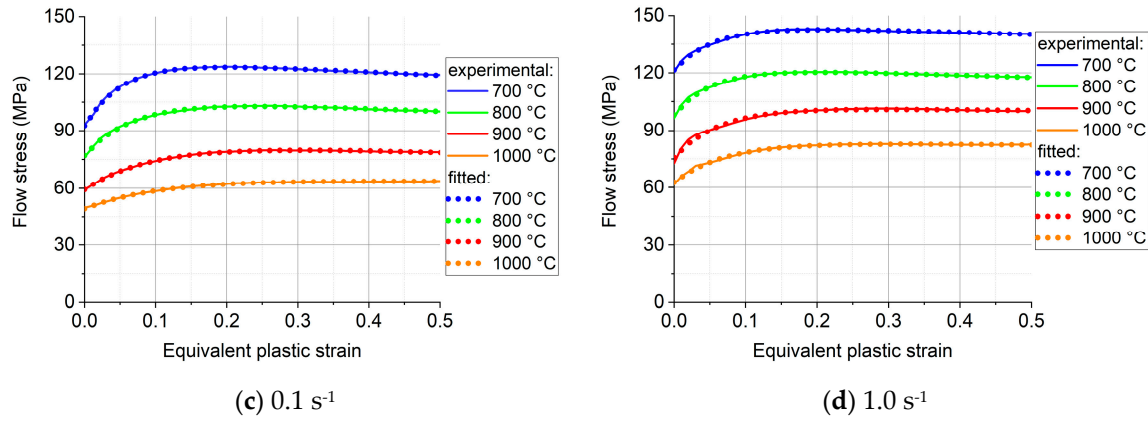 150
120
90
60
30
0
0.0 0.1 0.2 0.3 0.4 0.5
Flow stress (MPa)
Equivalent plastic strain
experimental:
700 °C
800 °C
900 °C
1000 °C
fitted:
700 °C
800 °C
900 °C
1000 °C
(c) 0.1 s-1
150
120
90
60
30
0
0.0 0.1 0.2 0.3 0.4 0.5
Flow stress (MPa)
Equivalent plastic strain
experimental:
700 °C
800 °C
900 °C
1000 °C
fitted:
700 °C
800 °C
900 °C
1000 °C
(d) 1.0 s-1